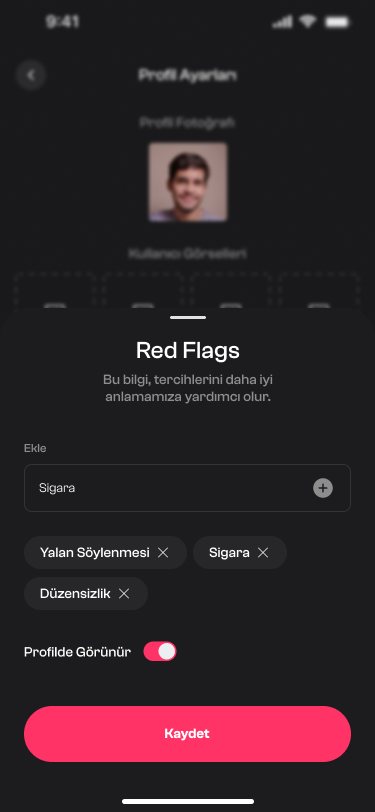 9:41
Profil Ayarları
Profil Fotoğrafı
Kullanıcı Görselleri
Red Flags
Bu bilgi, tercihlerini daha iyi
anlamamıza yardımcı olur.
Ekle
Sigara
Yalan Söylenmesi
Sigara
Düzensizlik
Profilde Görünür
Kaydet